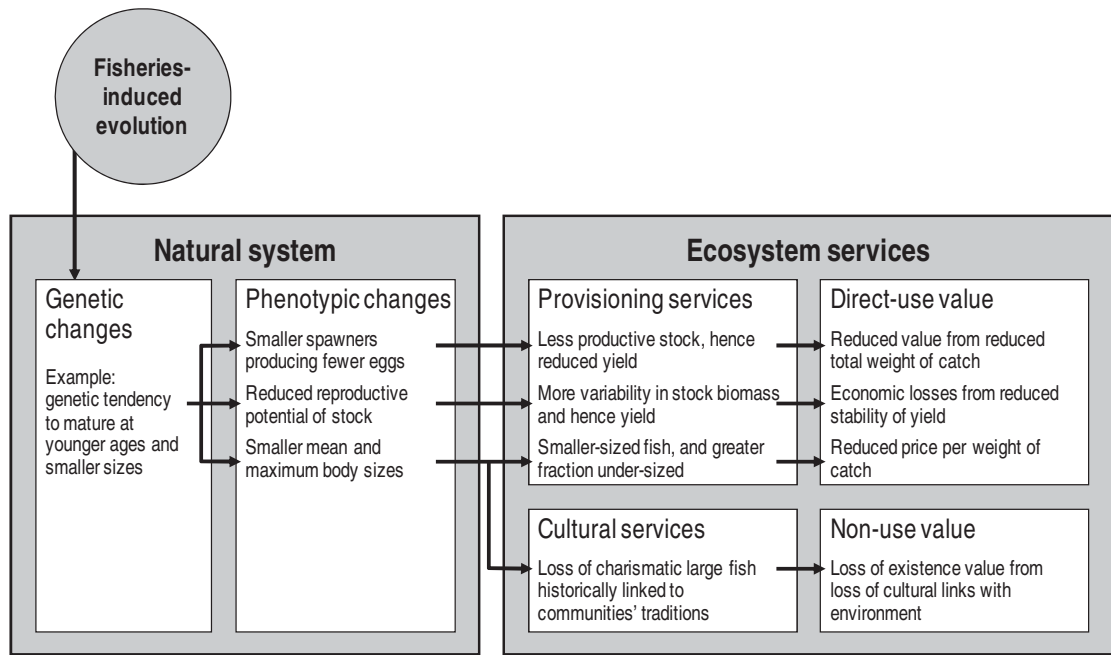 Fisheries-
induced
evolution
Natural system
Genetic
changes
Example:
genetic tendency
to mature at
younger ages and
smaller sizes
Phenotypic changes
Smaller spawners
producing fewer eggs
Reduced reproductive
potential of stock
Smaller mean and
maximum body sizes
Ecosystem services
Provisioning services
Less productive stock, hence
reduced yield
More variability in stock biomass
and hence yield
Smaller-sized fish, and greater
fraction under-sized
Direct-use value
Reduced value from reduced
total weight of catch
Economic losses from reduced
stability of yield
Reduced price per weight of
catch
Cultural services
Loss of charismatic large fish
historically linked to
communities' traditions
Non-use value
Loss of existence value from
loss of cultural links with
environment